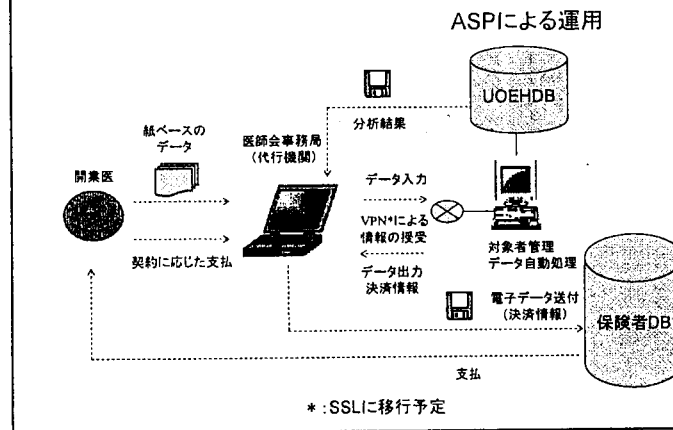 ASPによる運用
UOEHDB
分析結果
紙ベースの
データ
医師会事務局
(代行機関)
開業医
データ入力
VPN*による
情報の授受
対象者管理
データ自動処理
契約に応じた支払
データ出力
決済情報
電子データ送付
(決済情報)
保険者DB
支払
* :SSLに移行予定